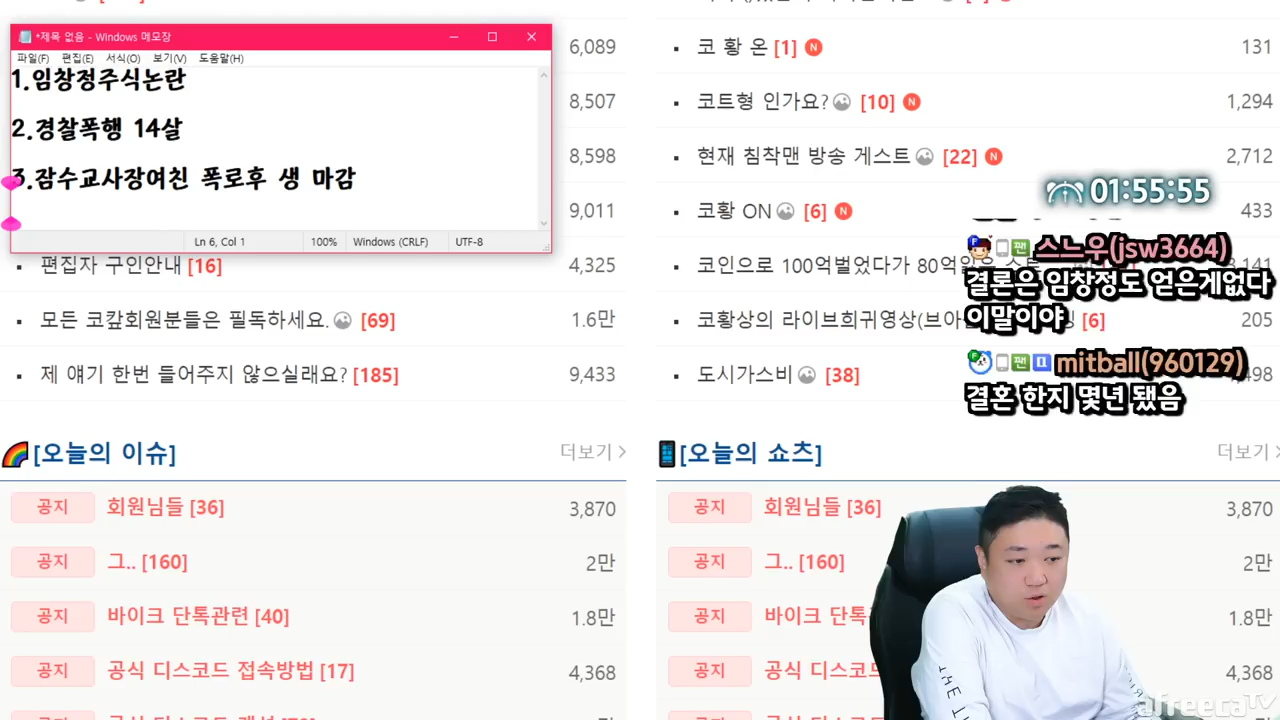 *제목 없음 - Windows 메모장
파일(F) 편집(E) 서식(O) 보기(V) 도움말(H)
1.임창정주식논란
2.경찰폭행 14살
3.잠수교사장여친 폭로후 생 마감
Ln 6, Col 1 100% Windows (CRLF) UTF-8
6,089
8,507
8,598
9,011
편집자 구인안내 [16] 4,325
모든 코깦회원분들은 필독하세요. [69] 1.6만
제 얘기 한번 들어주지 않으실래요? [185] 9,433
코 황 온 [1] N 131
코트형 인가요? [10] N 1,294
현재 침착맨 방송 게스트 [22] N 2,712
코황 ON [6] N 433
코인으로 100억벌었다가 80억
코황상의 라이브희귀영상(브아 [6] 205
도시가스비 [38]
01:55:55
스느우(jsw3664)
결론은 임창정도 얻은게없다
이말이야
mitball(960129)
결혼 한지 몇년 됐음
[오늘의 이슈] 더보기
공지 회원님들 [36] 3,870
공지 그.. [160] 2만
공지 바이크 단톡관련 [40] 1.8만
공지 공식 디스코드 접속방법 [17] 4,368
[오늘의 쇼츠] 더보기
공지 회원님들 [36] 3,870
공지 그.. [160] 2만
공지 바이크 단톡 1.8만
공지 공식 디스코드 4,368
THE IT
afreecaTV